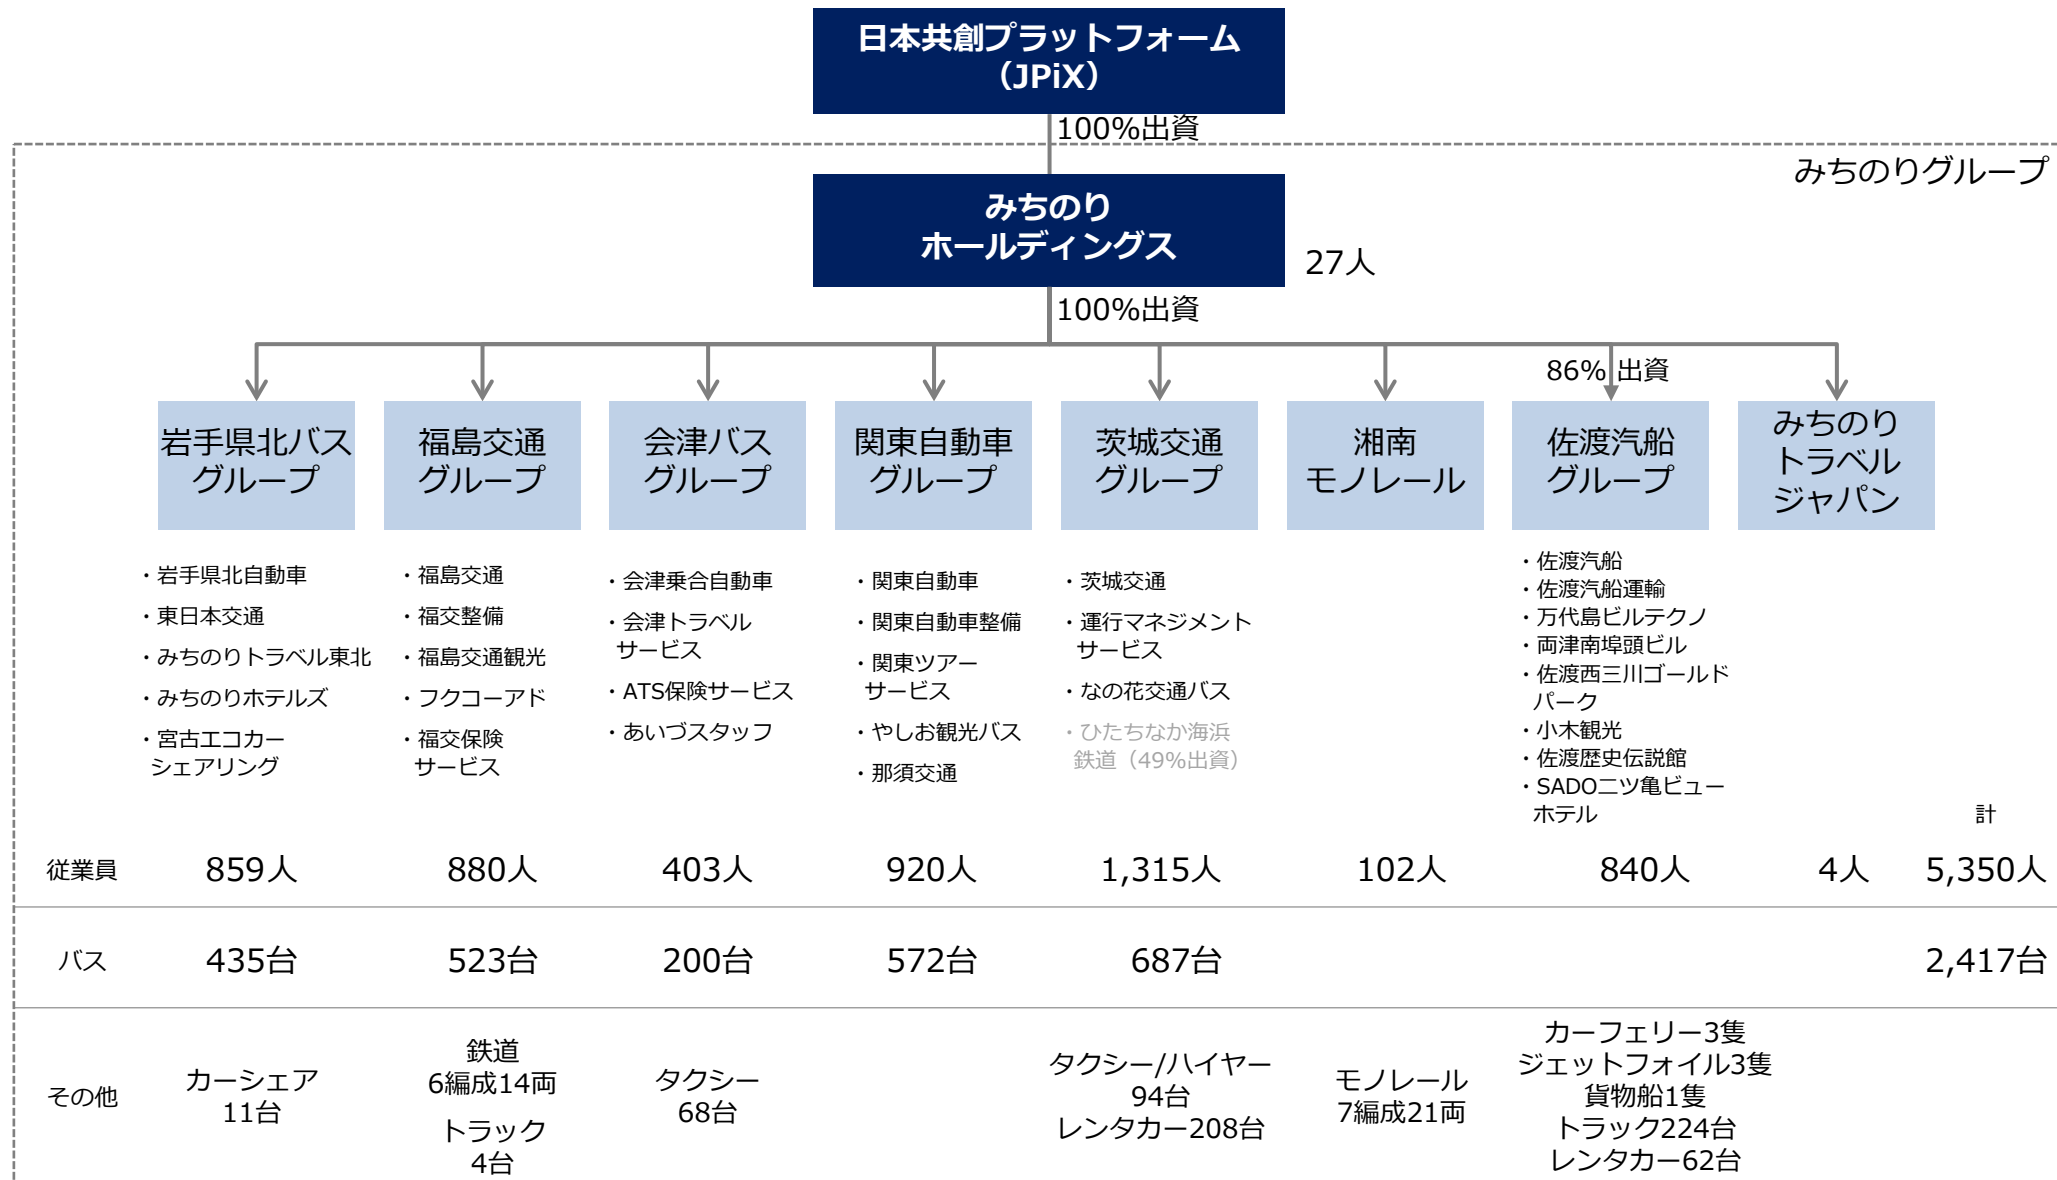 日本共創プラットフォーム
（JPiX）
100%出資
みちのりグループ
みちのり
ホールディングス
27人
100%出資
86% 出資
岩手県北バス
グループ
福島交通
グループ
会津バス
グループ
関東自動車
グループ
茨城交通
グループ
湘南
モノレール
佐渡汽船
グループ
みちのり
トラベル
ジャパン
・岩手県北自動車
・東日本交通
・みちのりトラベル東北
・みちのりホテルズ
・宮古エコカー
シェアリング
・福島交通
・福交整備
・福島交通観光
・フクコーアド
・福交保険
サービス
・会津乗合自動車
・会津トラベル
サービス
・ATS保険サービス
・あいづスタッフ
・関東自動車
・関東自動車整備
・関東ツアー
サービス
・やしお観光バス
・那須交通
・茨城交通
・運行マネジメント
サービス
・なの花交通バス
・ひたちなか海浜
鉄道（49%出資）
・佐渡汽船
・佐渡汽船運輸
・万代島ビルテクノ
・両津南埠頭ビル
・佐渡西三川ゴールド
パーク
・小木観光
・佐渡歴史伝説館
・SADO二ツ亀ビュー
ホテル
計
従業員 859人 880人 403人 920人 1,315人 102人 840人 4人 5,350人
バス 435台 523台 200台 572台 687台 2,417台
その他
カーシェア
11台
鉄道
6編成14両
トラック
4台
タクシー
68台
タクシー/ハイヤー
94台
レンタカー208台
モノレール
7編成21両
カーフェリー3隻
ジェットフォイル3隻
貨物船1隻
トラック224台
レンタカー62台